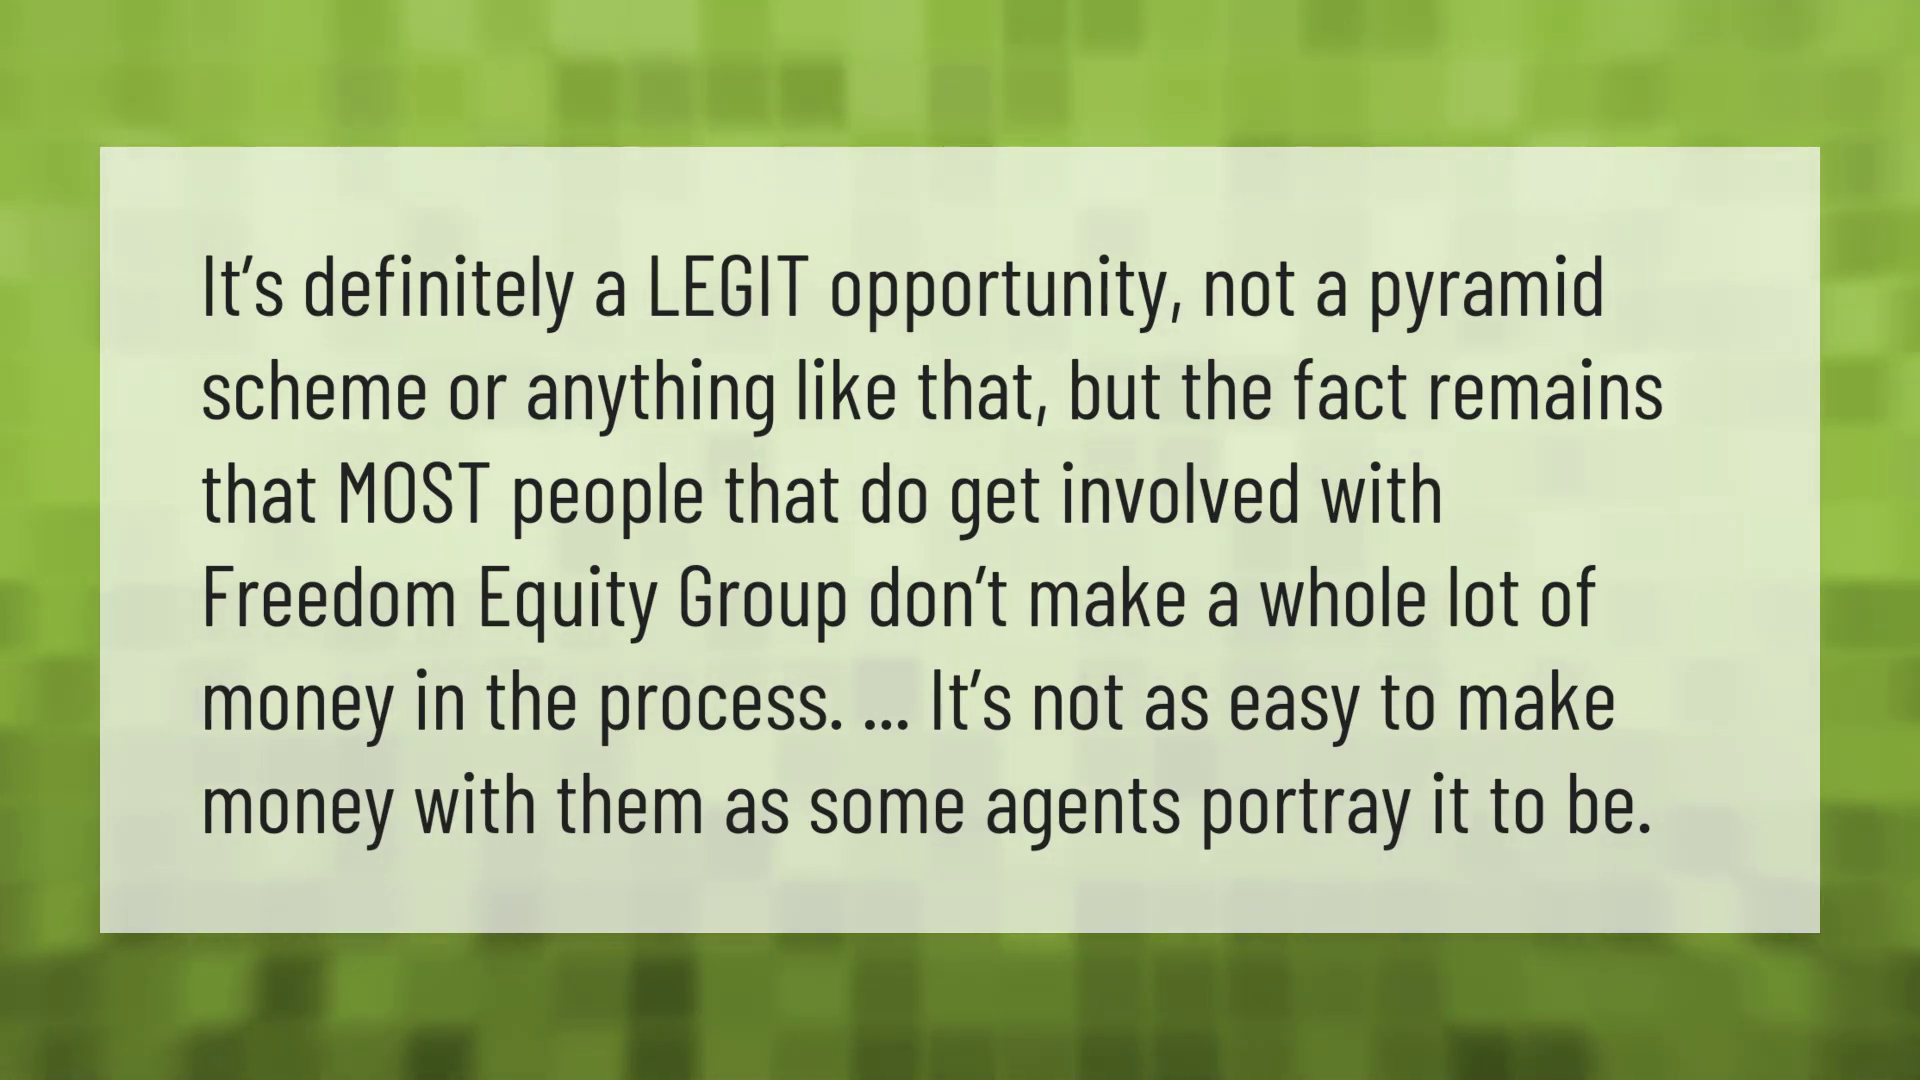 It’s definitely a LEGIT opportunity, not a pyramid
scheme or anything like that, but the fact remains
that MOST people that do get involved with
Freedom Equity Group don’t make a whole lot of
money in the process. ... It’s not as easy to make
money with them as some agents portray it to be.